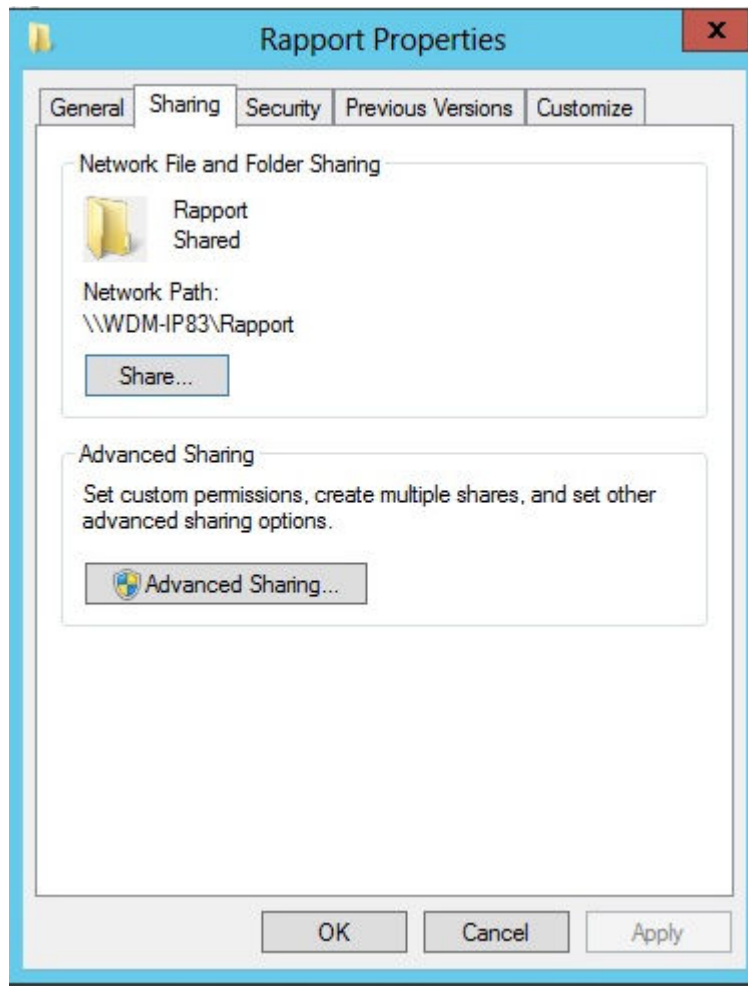 Rapport Properties
x
General Sharing Security Previous Versions Customize
Network File and Folder Sharing
Rapport
Shared
Network Path:
\\WDM-IP83\Rapport
Share...
Advanced Sharing
Set custom permissions, create multiple shares, and set other
advanced sharing options.
Advanced Sharing...
OK Cancel Apply